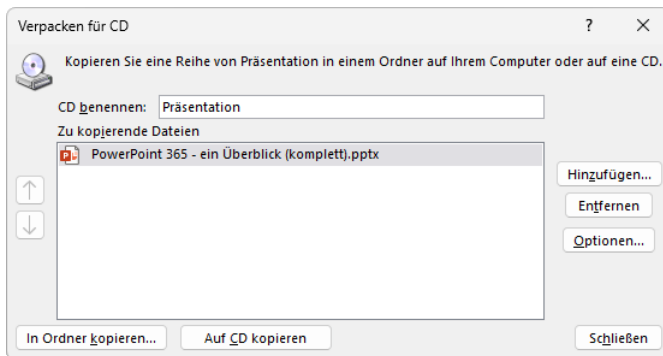 Verpacken für CD ?
Kopieren Sie eine Reihe von Präsentation in einem Ordner auf Ihrem Computer oder auf eine CD.
CD benennen: Präsentation
Zu kopierende Dateien
PowerPoint 365 - ein Überblick (komplett).pptx
Hinzufügen...
Entfernen
Optionen...
In Ordner kopieren... Auf CD kopieren Schließen